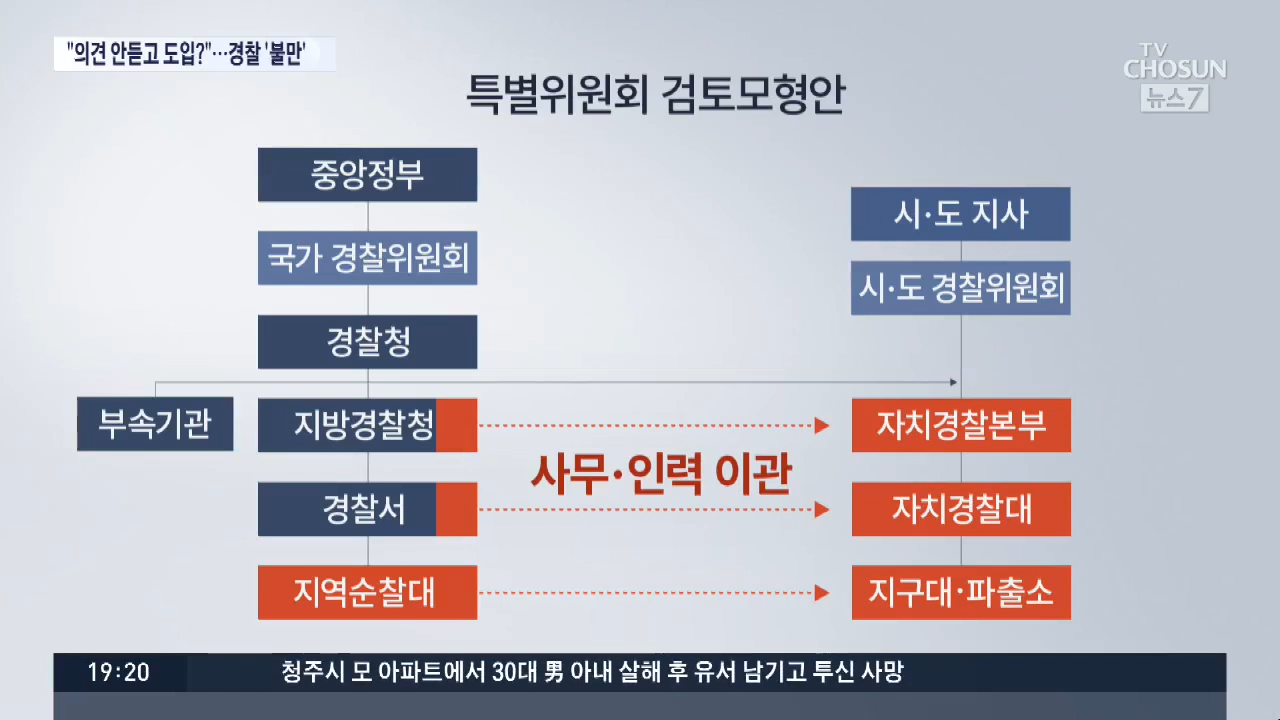 "의견 안듣고 도입?"…경찰 '불만'
TV
CHOSUN
뉴스7
특별위원회 검토모형안
중앙정부
국가 경찰위원회
경찰청
시·도 지사
시·도 경찰위원회
부속기관
지방경찰청
자치경찰본부
사무·인력 이관
경찰서
자치경찰대
지역순찰대
지구대·파출소
19:20
청주시 모 아파트에서 30대 男 아내 살해 후 유서 남기고 투신 사망